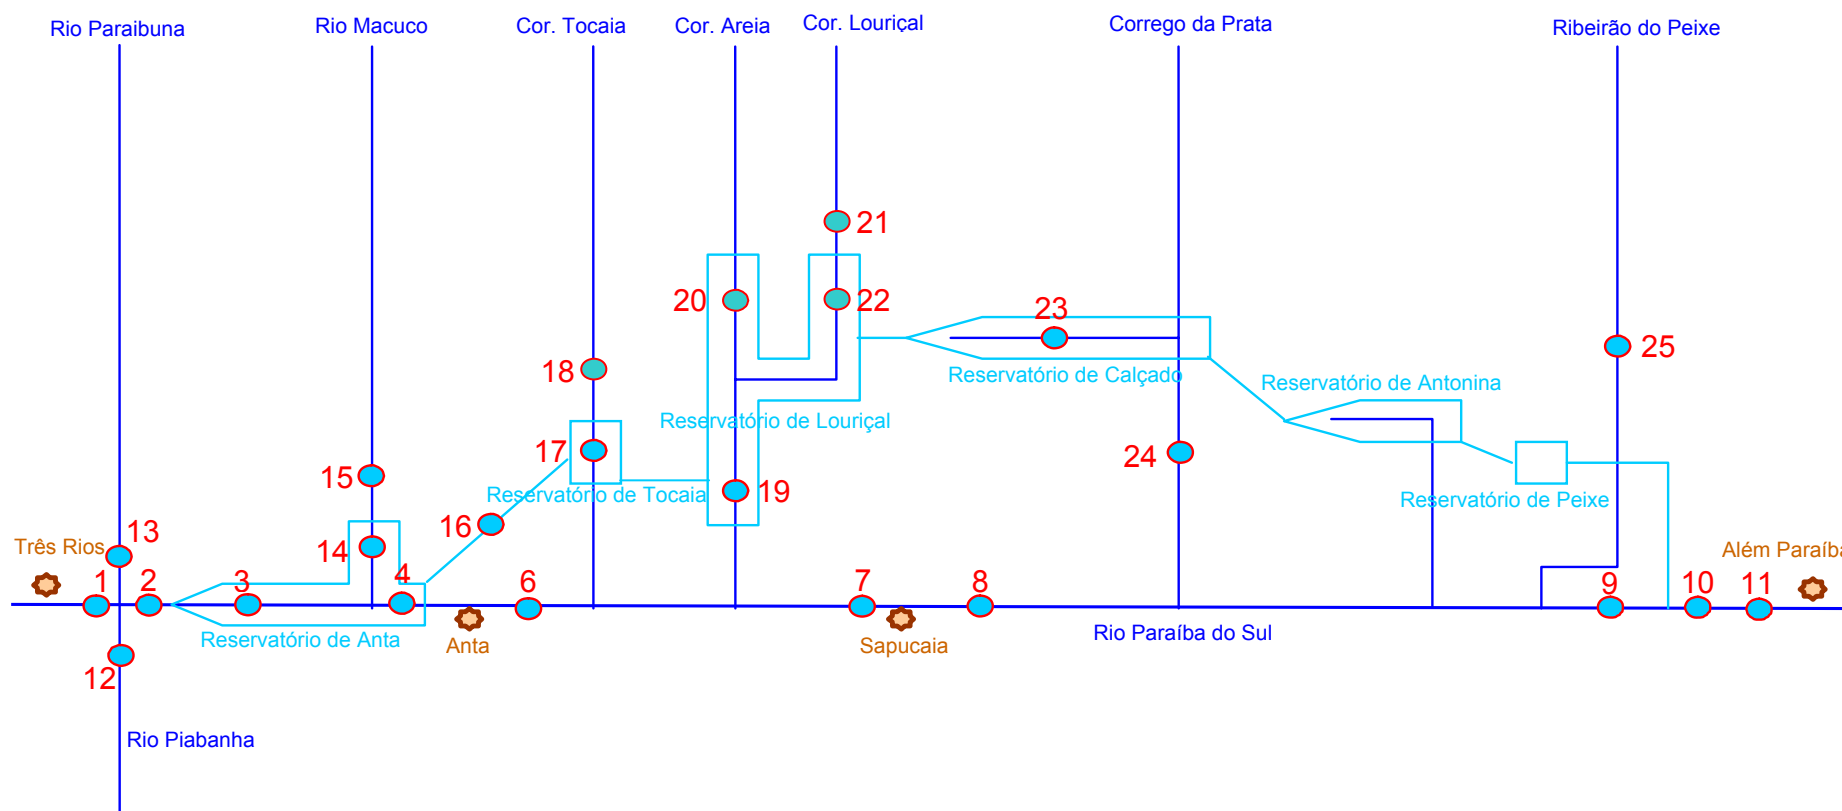 Rio Paraibuna
Rio Macuco
Cor. Tocaia
Cor. Areia
Cor. Louriçal
Corrego da Prata
Ribeirão do Peixe
21
20
22
23
25
18
Reservatório de Calçado
Reservatório de Antonina
Reservatório de Louriçal
17
24
15
Reservatório de Tocaia
19
Reservatório de Peixe
16
13
Três Rios
14
Além Paraíba
1
2
3
4
6
7
8
9
10
11
Reservatório de Anta
Anta
Sapucaia
Rio Paraíba do Sul
12
Rio Piabanha